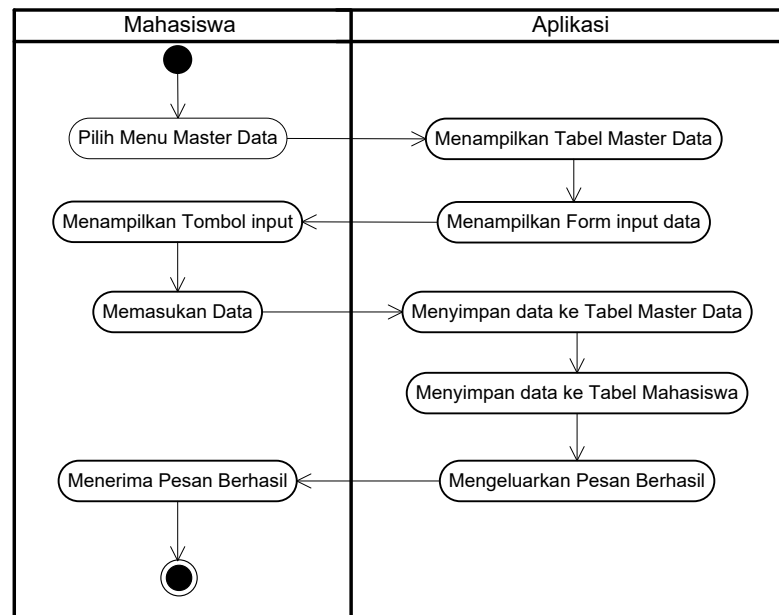 Mahasiswa
Aplikasi
Pilih Menu Master Data
Menampilkan Tabel Master Data
Menampilkan Tombol input
Menampilkan Form input data
Memasukan Data
Menyimpan data ke Tabel Master Data
Menyimpan data ke Tabel Mahasiswa
Menerima Pesan Berhasil
Mengeluarkan Pesan Berhasil